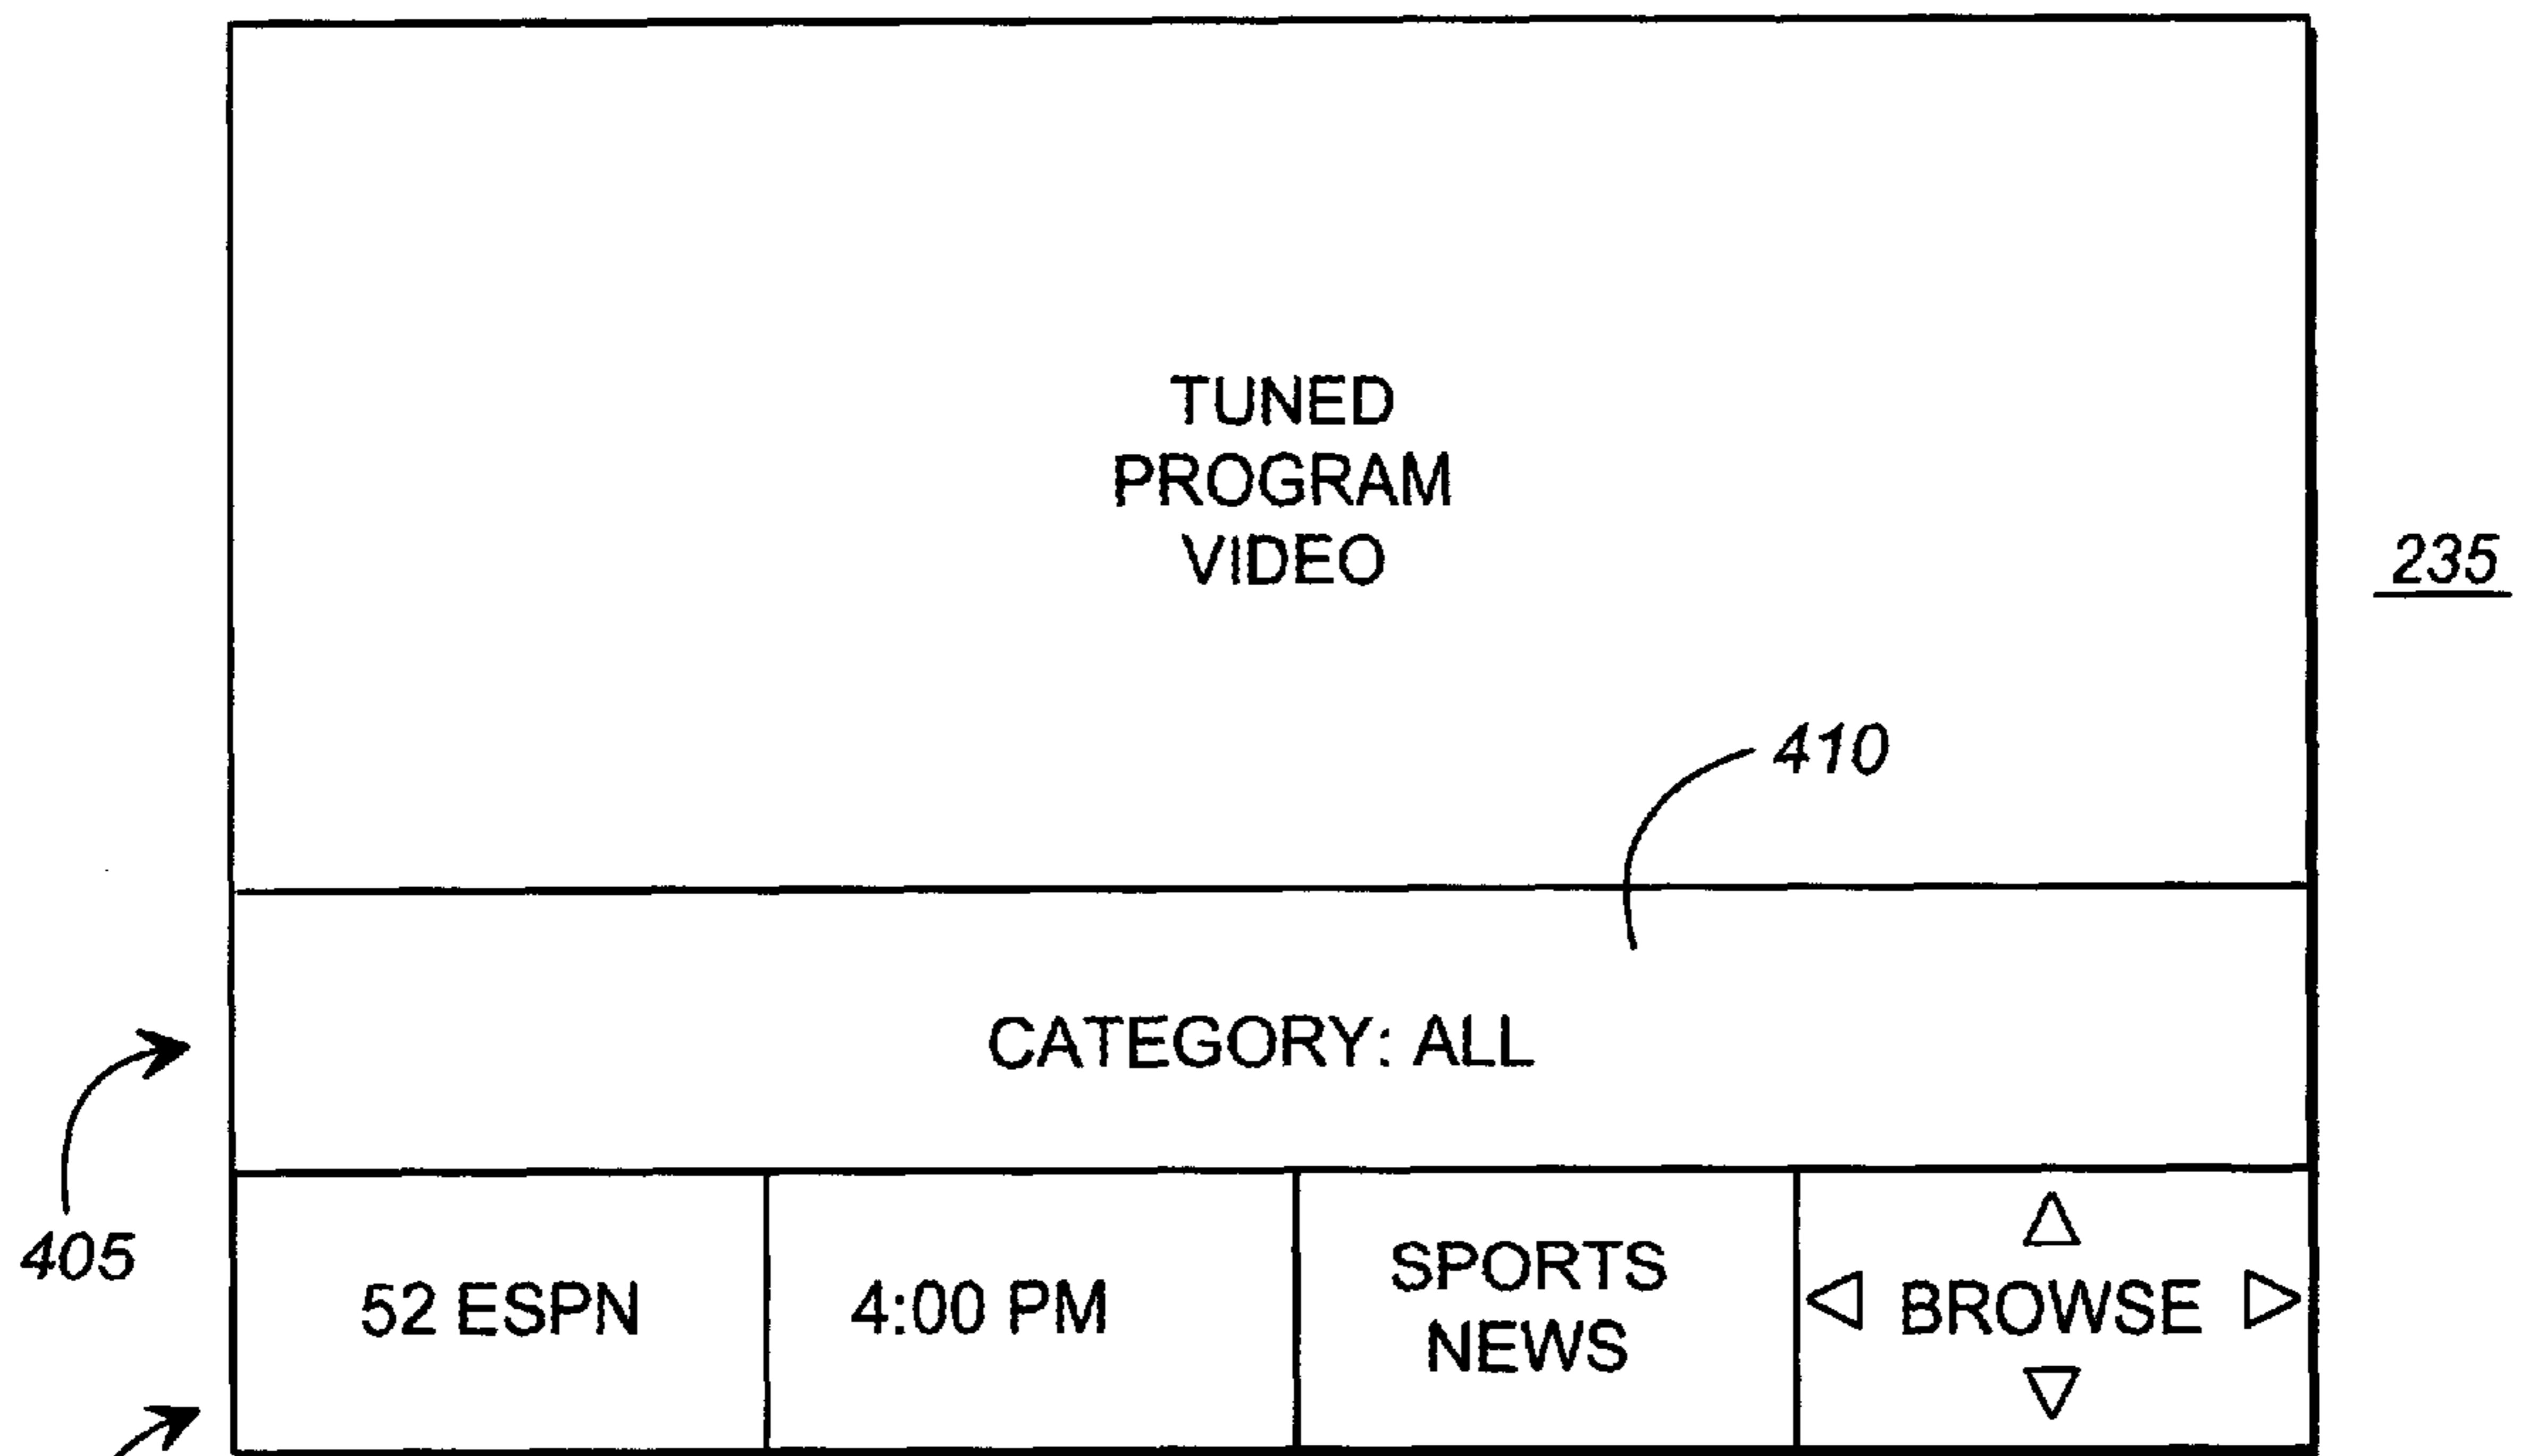 TUNED
PROGRAM
VIDEO
235
410
CATEGORY: ALL
405
52 ESPN
4:00 PM
SPORTS
NEWS
BROWSE